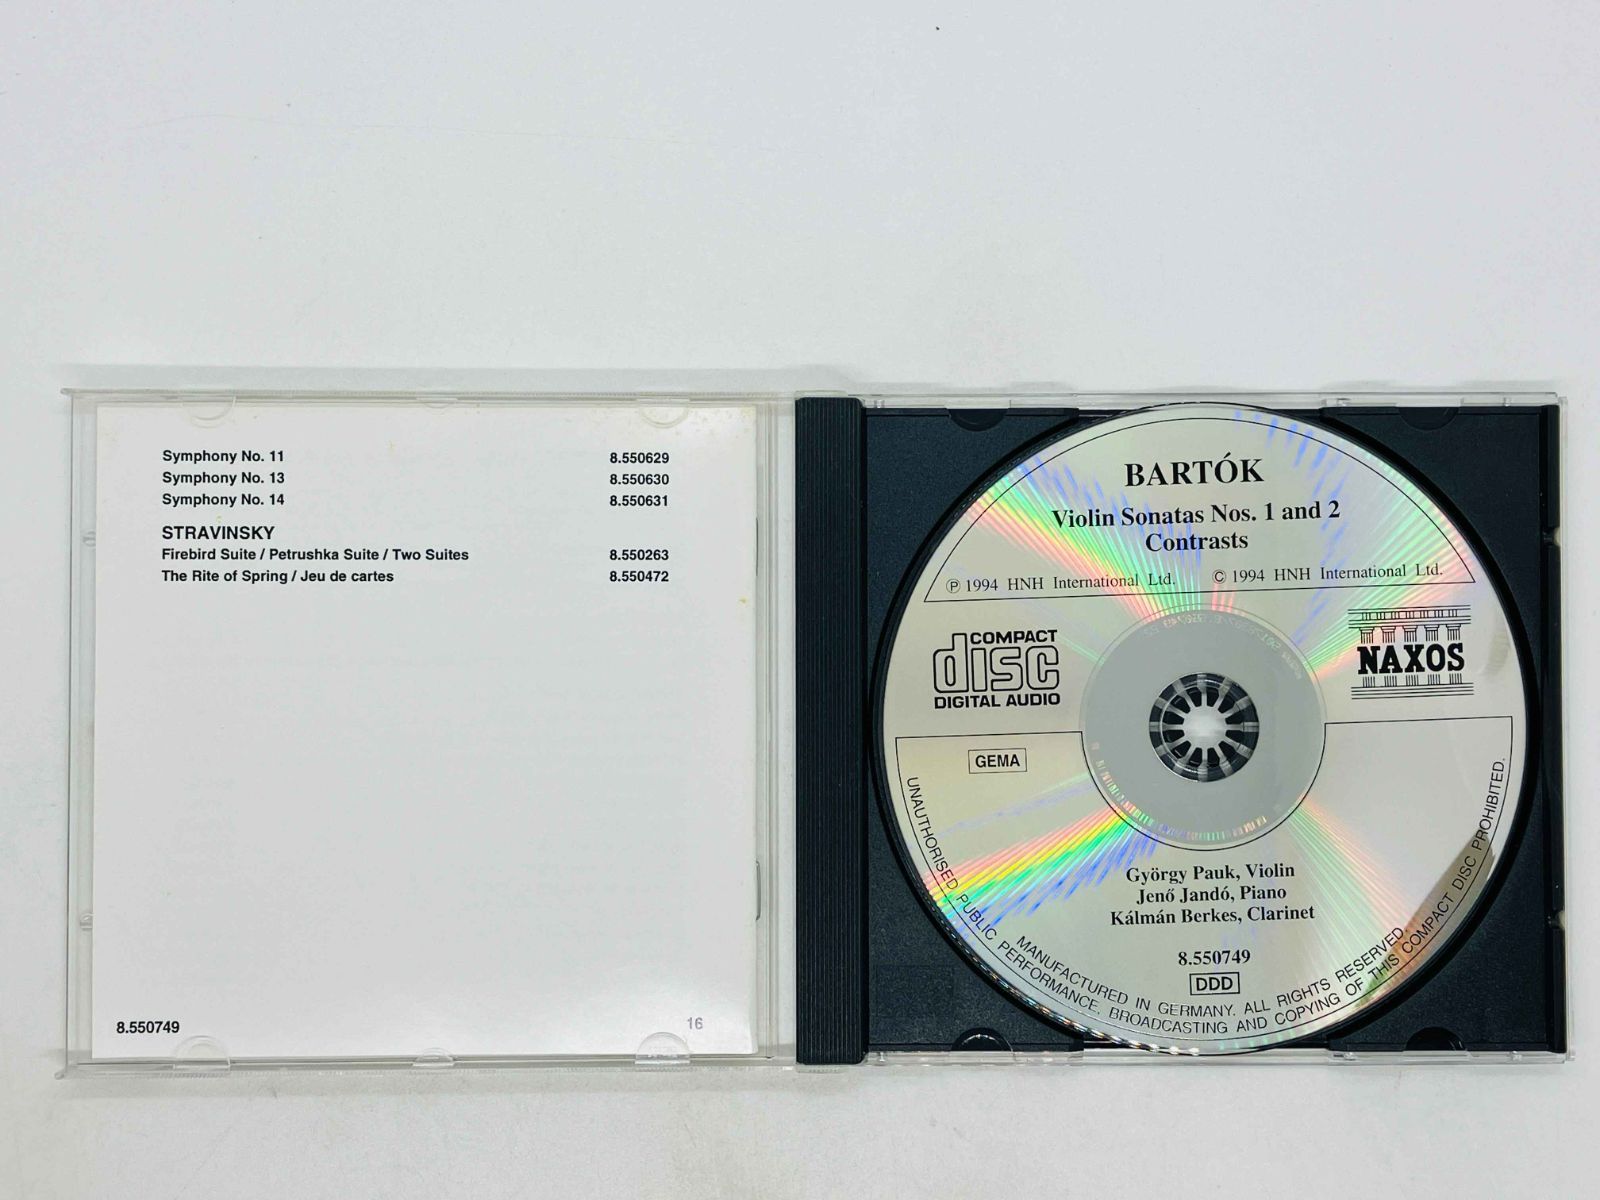 Symphony No. 11 8.550629
Symphony No. 13 8.550630
Symphony No. 14 8.550631
STRAVINSKY
Firebird Suite / Petrushka Suite / Two Suites 8.550263
The Rite of Spring / Jeu de cartes 8.550472
8.550749 16
BARTÓK
Violin Sonatas Nos. 1 and 2
Contrasts
℗ 1994 HNH International Ltd. © 1994 HNH International Ltd.
COMPACT
disc
DIGITAL AUDIO
NAXOS
GEMA
György Pauk, Violin
Jenő Jandó, Piano
Kálmán Berkes, Clarinet
8.550749
DDD
MANUFACTURED IN GERMANY. ALL RIGHTS RESERVED.
UNAUTHORISED PUBLIC PERFORMANCE, BROADCASTING AND COPYING OF THIS COMPACT DISC PROHIBITED.